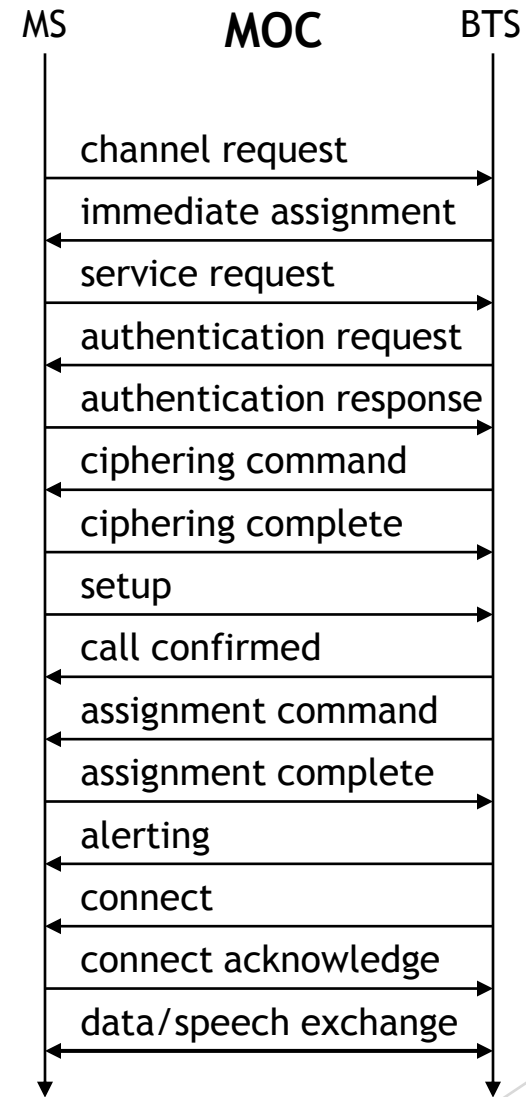 MS MOC BTS
channel request
immediate assignment
service request
authentication request
authentication response
ciphering command
ciphering complete
setup
call confirmed
assignment command
assignment complete
alerting
connect
connect acknowledge
data/speech exchange